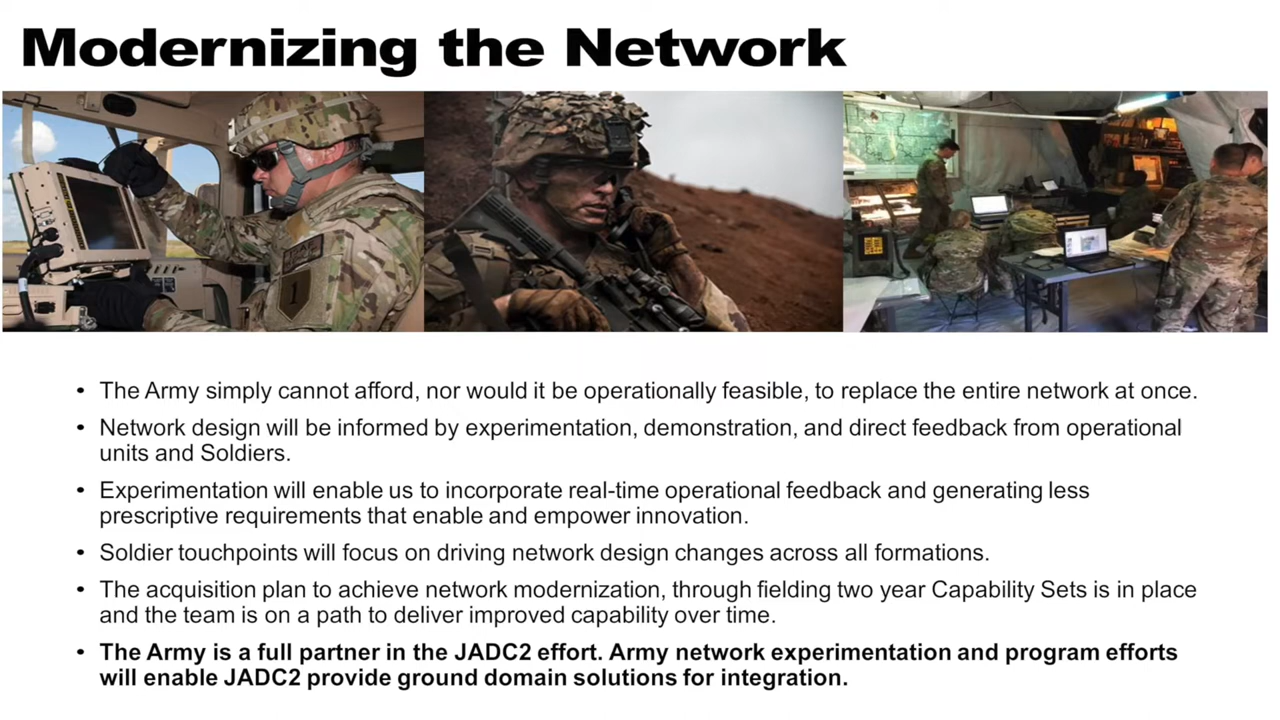 Modernizing the Network
1
• The Army simply cannot afford, nor would it be operationally feasible, to replace the entire network at once.
• Network design will be informed by experimentation, demonstration, and direct feedback from operational
units and Soldiers.
• Experimentation will enable us to incorporate real-time operational feedback and generating less
prescriptive requirements that enable and empower innovation.
• Soldier touchpoints will focus on driving network design changes across all formations.
• The acquisition plan to achieve network modernization, through fielding two year Capability Sets is in place
and the team is on a path to deliver improved capability over time.
• The Army is a full partner in the JADC2 effort. Army network experimentation and program efforts
will enable JADC2 provide ground domain solutions for integration.